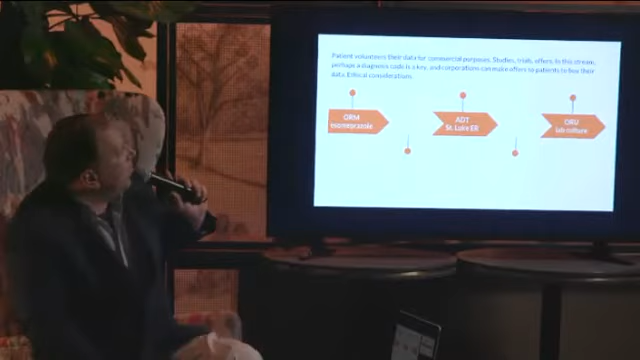 Patient volunteers their data for commercial purposes. Studies, trials, offers. In this stream,
perhaps a diagnosis code is a key, and corporations can make offers to patients to buy their
data. Ethical considerations.
ORM
esomeprazole
ADT
St. Luke ER
ORU
lab culture